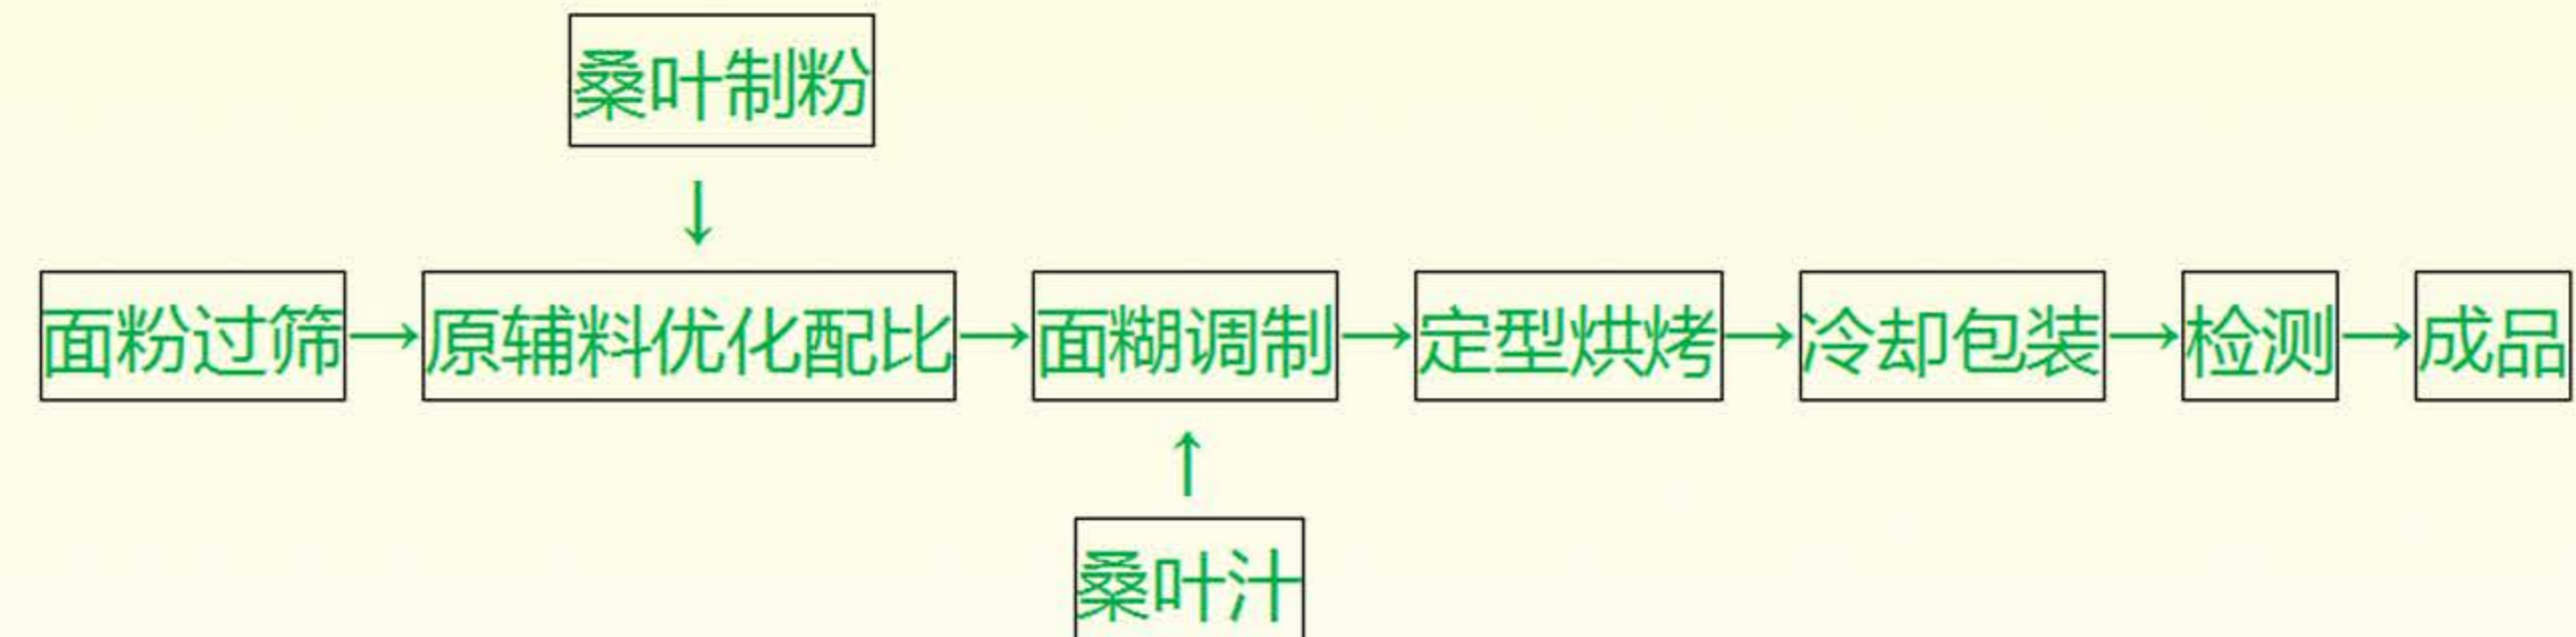 桑叶制粉
↓
面粉过筛→原辅料优化配比→面糊调制→定型烘烤→冷却包装→检测→成品
↑
桑叶汁